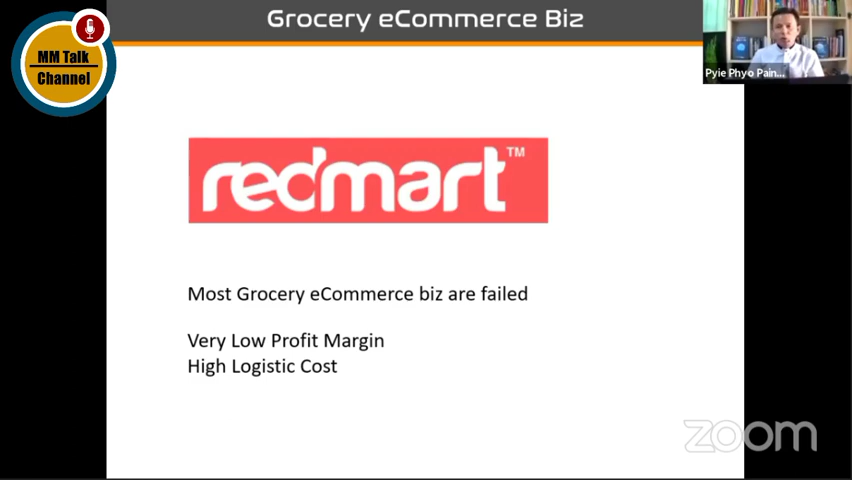 Grocery eCommerce Biz
MM Talk
Channel
Pyie Phyo Pain...
redmart™
Most Grocery eCommerce biz are failed
Very Low Profit Margin
High Logistic Cost
zoom